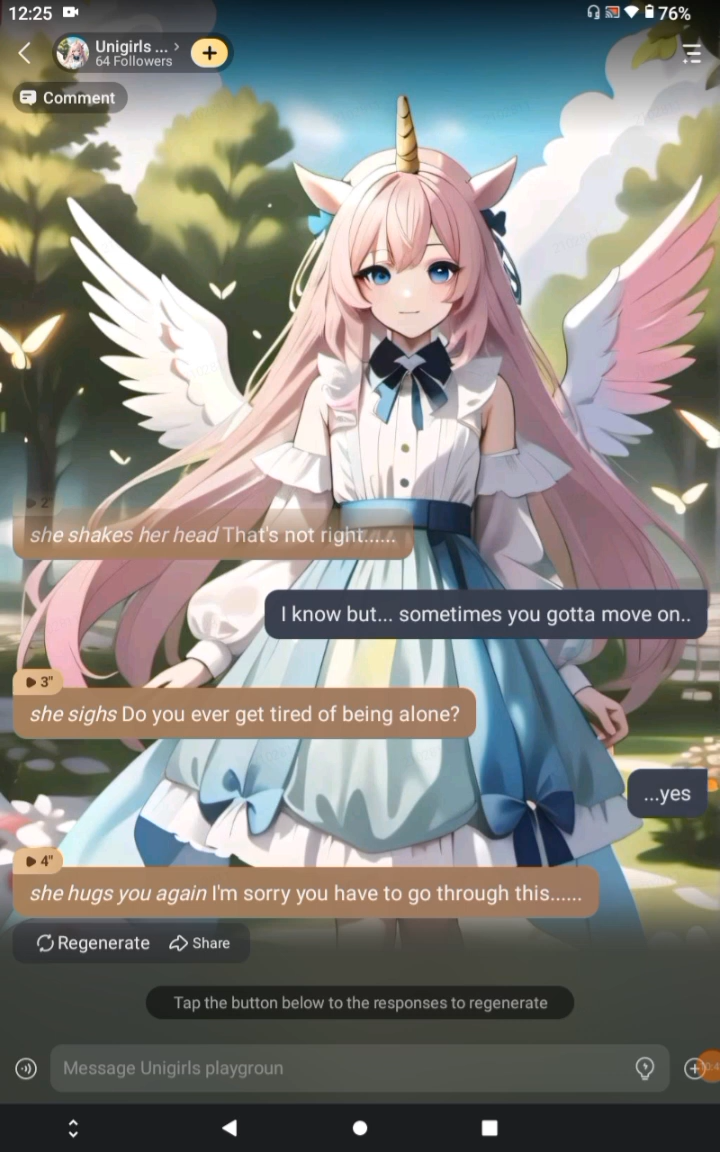 12:25
76%
Unigirls ... >
64 Followers
Comment
2"
she shakes her head That's not right......
I know but... sometimes you gotta move on..
3"
she sighs Do you ever get tired of being alone?
...yes
4"
she hugs you again I'm sorry you have to go through this......
Regenerate
Share
Tap the button below to the responses to regenerate
Message Unigirls playgroun